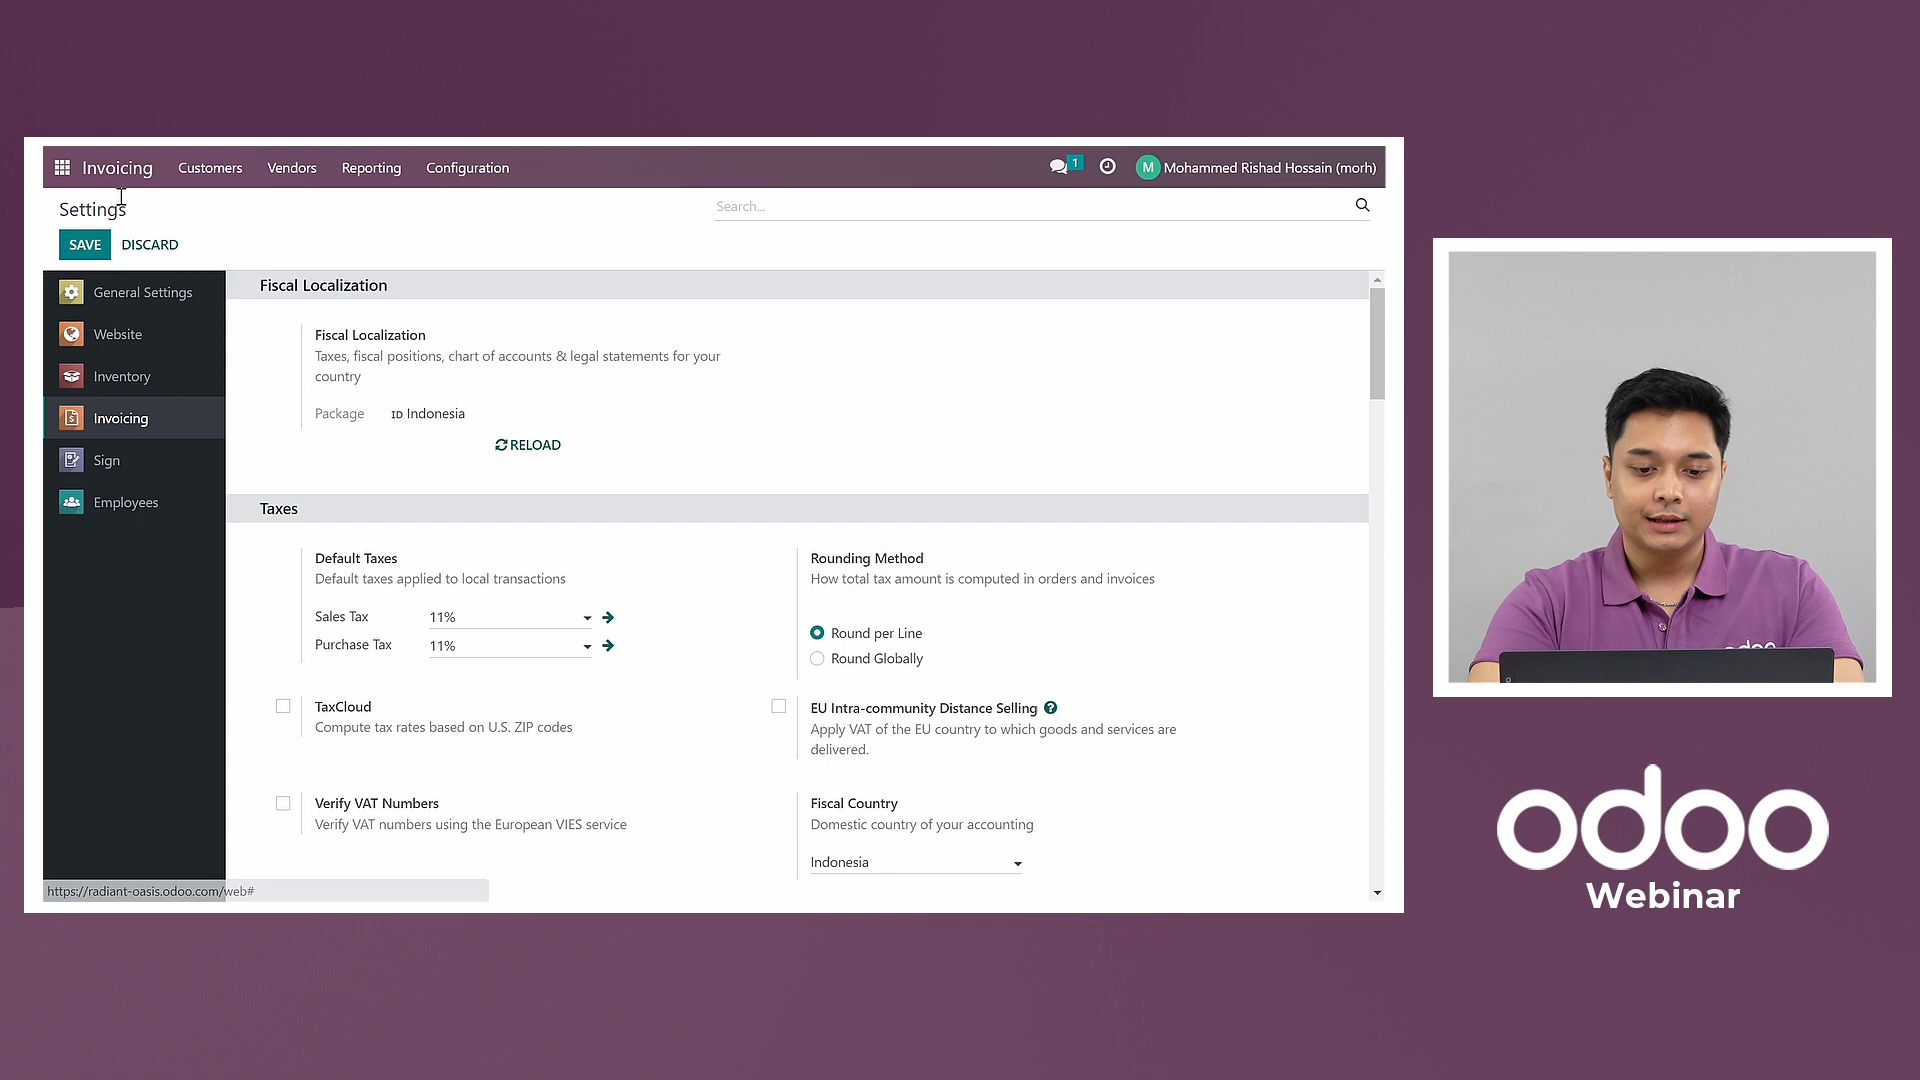 Invoicing
Customers
Vendors
Reporting
Configuration
1
M
Mohammed Rishad Hossain (morh)
Settings
Search...
SAVE
DISCARD
General Settings
Website
Inventory
Invoicing
Sign
Employees
Fiscal Localization
Fiscal Localization
Taxes, fiscal positions, chart of accounts & legal statements for your
country
Package
ID Indonesia
RELOAD
Taxes
Default Taxes
Default taxes applied to local transactions
Sales Tax
11%
Purchase Tax
11%
Rounding Method
How total tax amount is computed in orders and invoices
Round per Line
Round Globally
TaxCloud
Compute tax rates based on U.S. ZIP codes
EU Intra-community Distance Selling ?
Apply VAT of the EU country to which goods and services are
delivered.
Verify VAT Numbers
Verify VAT numbers using the European VIES service
Fiscal Country
Domestic country of your accounting
Indonesia
https://radiant-oasis.odoo.com/web#
odoo
odoo
Webinar